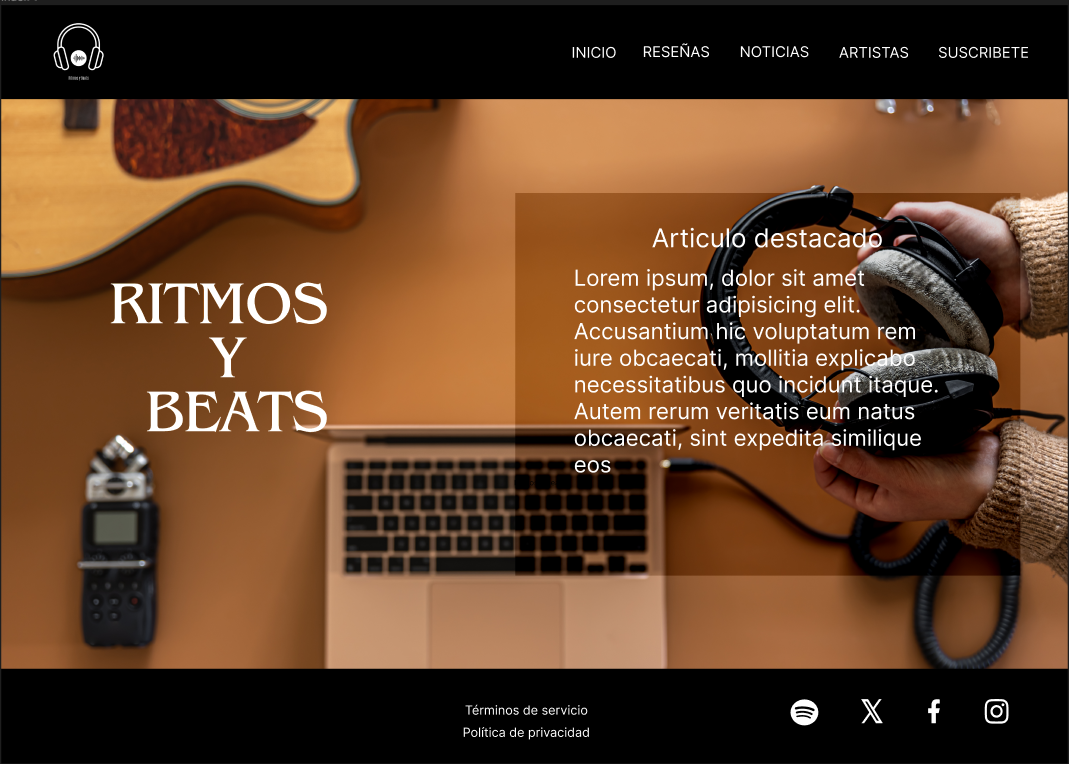 INICIO RESEÑAS NOTICIAS ARTISTAS SUSCRIBETE
RITMOS
Y
BEATS
Articulo destacado
Lorem ipsum, dolor sit amet
consectetur adipisicing elit.
Accusantium hic voluptatum rem
iure obcaecati, mollitia explicabo
necessitatibus quo incidunt itaque.
Autem rerum veritatis eum natus
obcaecati, sint expedita similique
eos
Términos de servicio
Política de privacidad